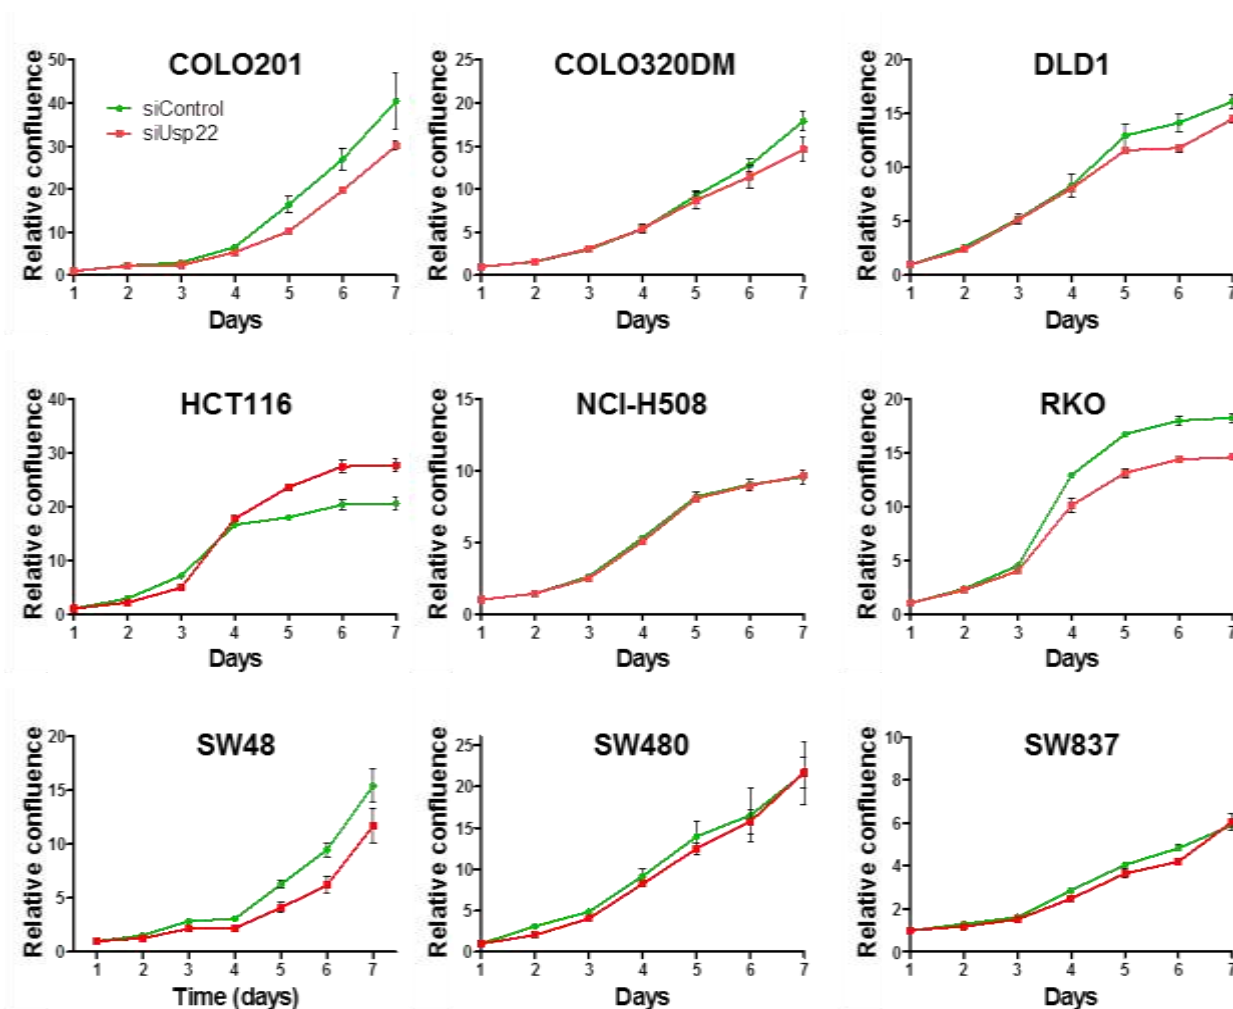 COLO201
Relative confluence
50
40
30
20
10
0
siControl
siUsp22
1 2 3 4 5 6 7
Days
COLO320DM
Relative confluence
25
20
15
10
5
0
1 2 3 4 5 6 7
Days
DLD1
Relative confluence
20
15
10
5
0
1 2 3 4 5 6 7
Days
HCT116
Relative confluence
40
30
20
10
0
1 2 3 4 5 6 7
Days
NCI-H508
Relative confluence
15
10
5
0
1 2 3 4 5 6 7
Days
RKO
Relative confluence
20
15
10
5
0
1 2 3 4 5 6 7
Days
SW48
Relative confluence
20
15
10
5
0
1 2 3 4 5 6 7
Time (days)
SW480
Relative confluence
25
20
15
10
5
0
1 2 3 4 5 6 7
Days
SW837
Relative confluence
10
8
6
4
2
0
1 2 3 4 5 6 7
Days